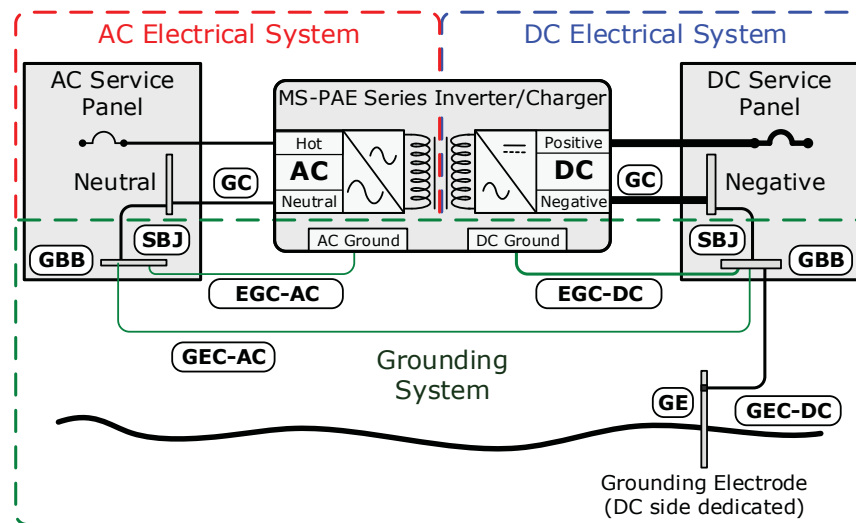 AC Electrical System
DC Electrical System
AC Service
Panel
MS-PAE Series Inverter/Charger
DC Service
Panel
Hot
AC
Neutral
Positive
DC
Negative
Neutral
GC
GC
Negative
SBJ
SBJ
AC Ground
DC Ground
GBB
GBB
EGC-AC
EGC-DC
GEC-AC
Grounding
System
GE
GEC-DC
Grounding Electrode
(DC side dedicated)